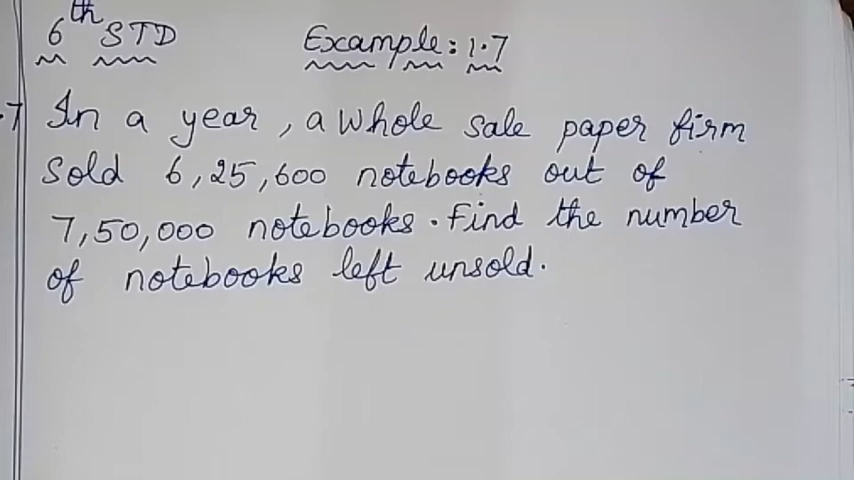 6th STD Example: 1.7
.7 In a year, a whole sale paper firm
sold 6,25,600 notebooks out of
7,50,000 notebooks. Find the number
of notebooks left unsold.